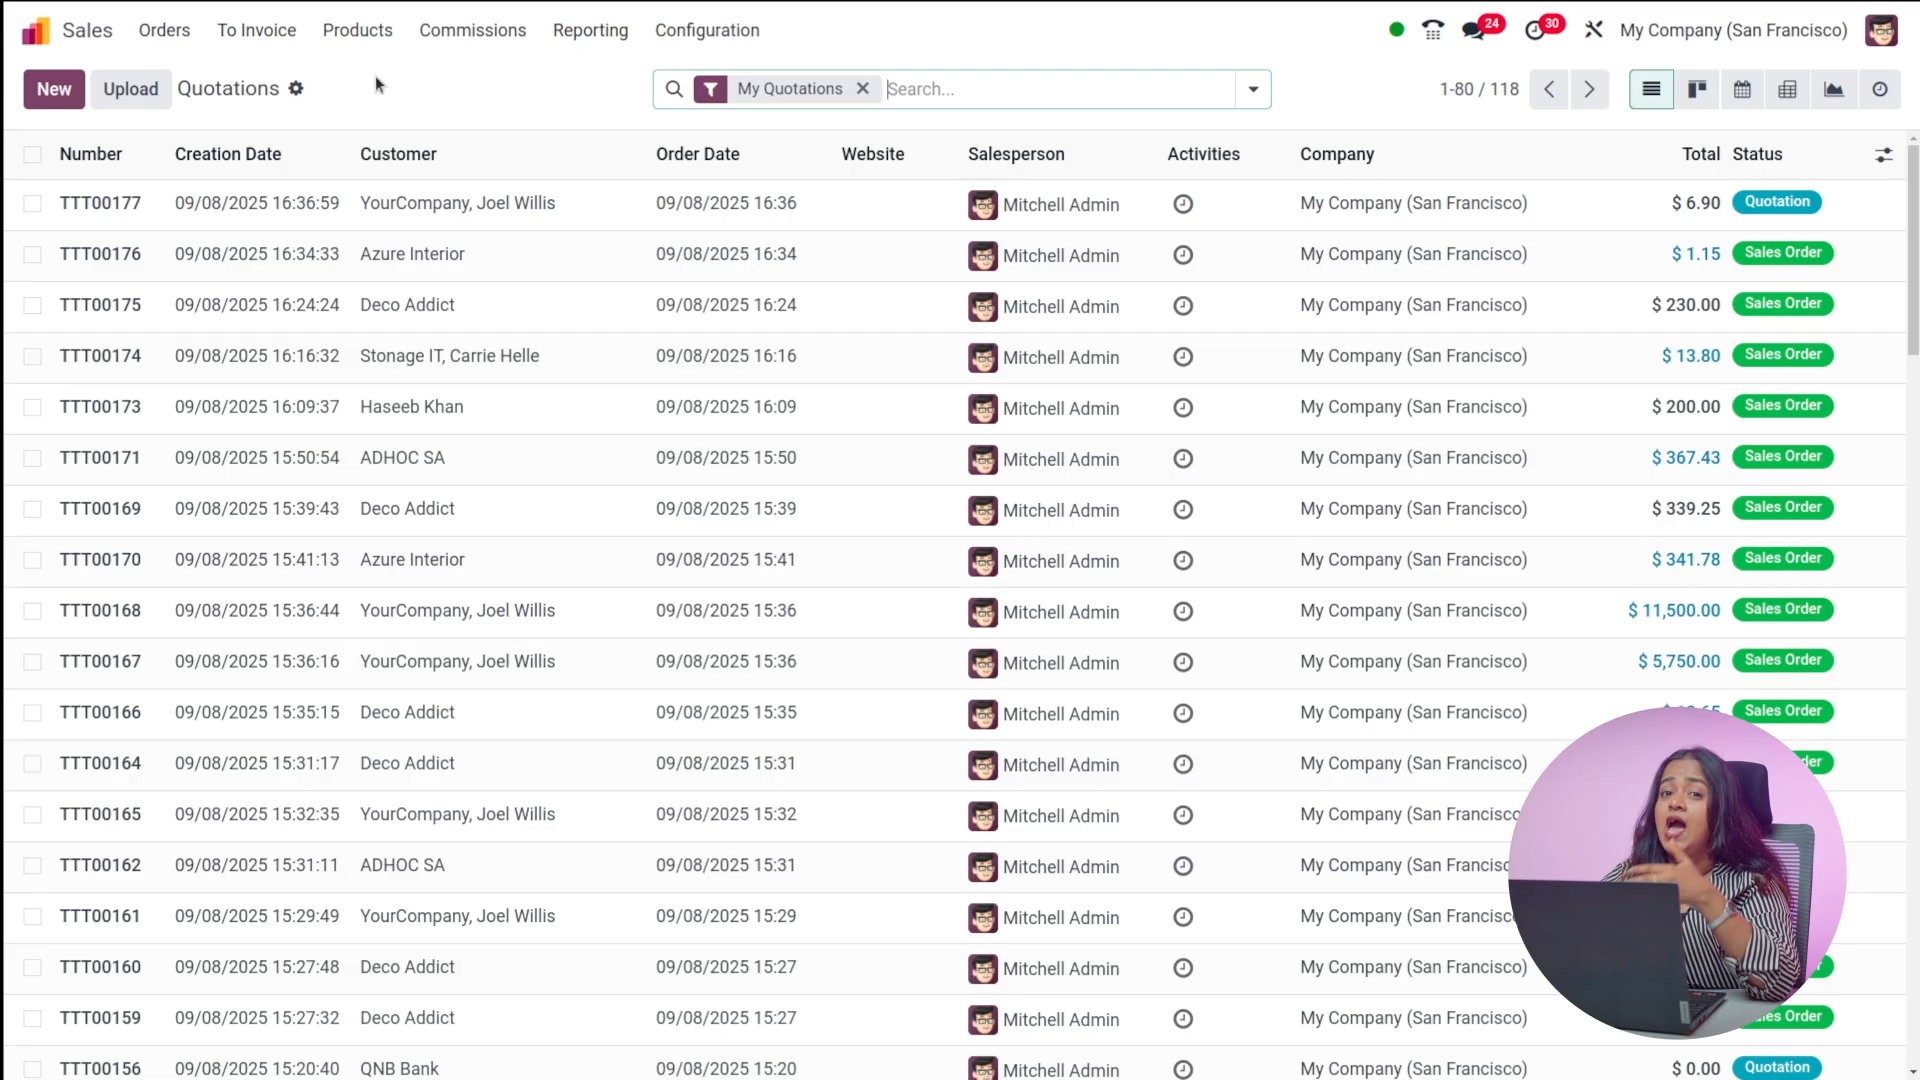 Sales Orders To Invoice Products Commissions Reporting Configuration 24 30 My Company (San Francisco)
New Upload Quotations My Quotations Search... 1-80 / 118
Number Creation Date Customer Order Date Website Salesperson Activities Company Total Status
TTT00177 09/08/2025 16:36:59 YourCompany, Joel Willis 09/08/2025 16:36 Mitchell Admin My Company (San Francisco) $ 6.90 Quotation
TTT00176 09/08/2025 16:34:33 Azure Interior 09/08/2025 16:34 Mitchell Admin My Company (San Francisco) $ 1.15 Sales Order
TTT00175 09/08/2025 16:24:24 Deco Addict 09/08/2025 16:24 Mitchell Admin My Company (San Francisco) $ 230.00 Sales Order
TTT00174 09/08/2025 16:16:32 Stonage IT, Carrie Helle 09/08/2025 16:16 Mitchell Admin My Company (San Francisco) $ 13.80 Sales Order
TTT00173 09/08/2025 16:09:37 Haseeb Khan 09/08/2025 16:09 Mitchell Admin My Company (San Francisco) $ 200.00 Sales Order
TTT00171 09/08/2025 15:50:54 ADHOC SA 09/08/2025 15:50 Mitchell Admin My Company (San Francisco) $ 367.43 Sales Order
TTT00169 09/08/2025 15:39:43 Deco Addict 09/08/2025 15:39 Mitchell Admin My Company (San Francisco) $ 339.25 Sales Order
TTT00170 09/08/2025 15:41:13 Azure Interior 09/08/2025 15:41 Mitchell Admin My Company (San Francisco) $ 341.78 Sales Order
TTT00168 09/08/2025 15:36:44 YourCompany, Joel Willis 09/08/2025 15:36 Mitchell Admin My Company (San Francisco) $ 11,500.00 Sales Order
TTT00167 09/08/2025 15:36:16 YourCompany, Joel Willis 09/08/2025 15:36 Mitchell Admin My Company (San Francisco) $ 5,750.00 Sales Order
TTT00166 09/08/2025 15:35:15 Deco Addict 09/08/2025 15:35 Mitchell Admin My Company (San Francisco) Sales Order
TTT00164 09/08/2025 15:31:17 Deco Addict 09/08/2025 15:31 Mitchell Admin My Company (San Francisco)
TTT00165 09/08/2025 15:32:35 YourCompany, Joel Willis 09/08/2025 15:32 Mitchell Admin My Company (San Francisco
TTT00162 09/08/2025 15:31:11 ADHOC SA 09/08/2025 15:31 Mitchell Admin My Company (San Francisc
TTT00161 09/08/2025 15:29:49 YourCompany, Joel Willis 09/08/2025 15:29 Mitchell Admin My Company (San Francisc
TTT00160 09/08/2025 15:27:48 Deco Addict 09/08/2025 15:27 Mitchell Admin My Company (San Francisco)
TTT00159 09/08/2025 15:27:32 Deco Addict 09/08/2025 15:27 Mitchell Admin My Company (San Francisco) Order
TTT00156 09/08/2025 15:20:40 QNB Bank 09/08/2025 15:20 Mitchell Admin My Company (San Francisco) $ 0.00 Quotation